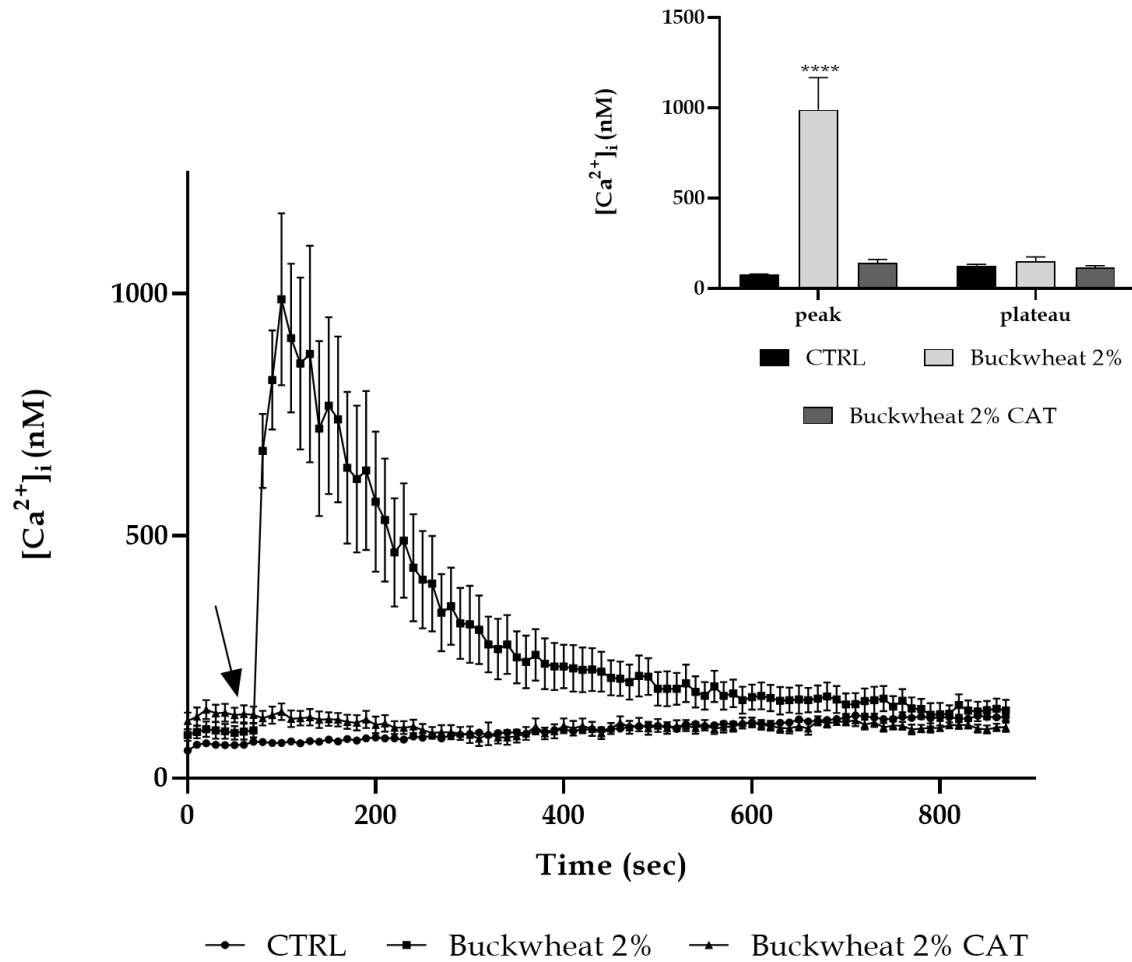 1500
1000
500
0
[Ca²⁺]ᵢ (nM)
****
peak
plateau
CTRL
Buckwheat 2%
Buckwheat 2% CAT
1000
500
0
[Ca²⁺]ᵢ (nM)
0 200 400 600 800
Time (sec)
CTRL Buckwheat 2% Buckwheat 2% CAT